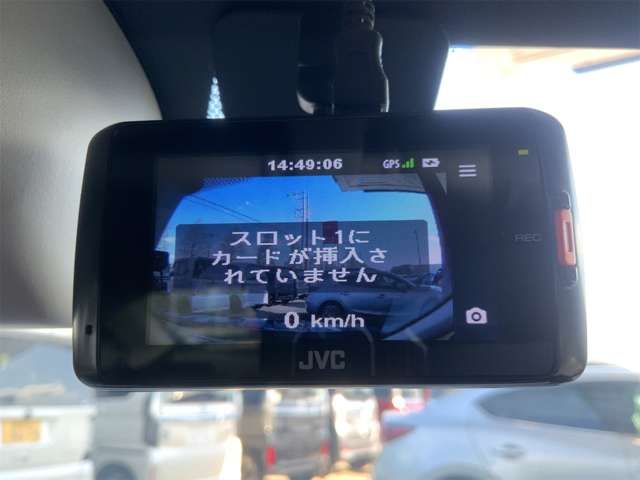 14:49:06 GPS
スロット1に
カードが挿入さ
れていません
REC
0 km/h
JVC